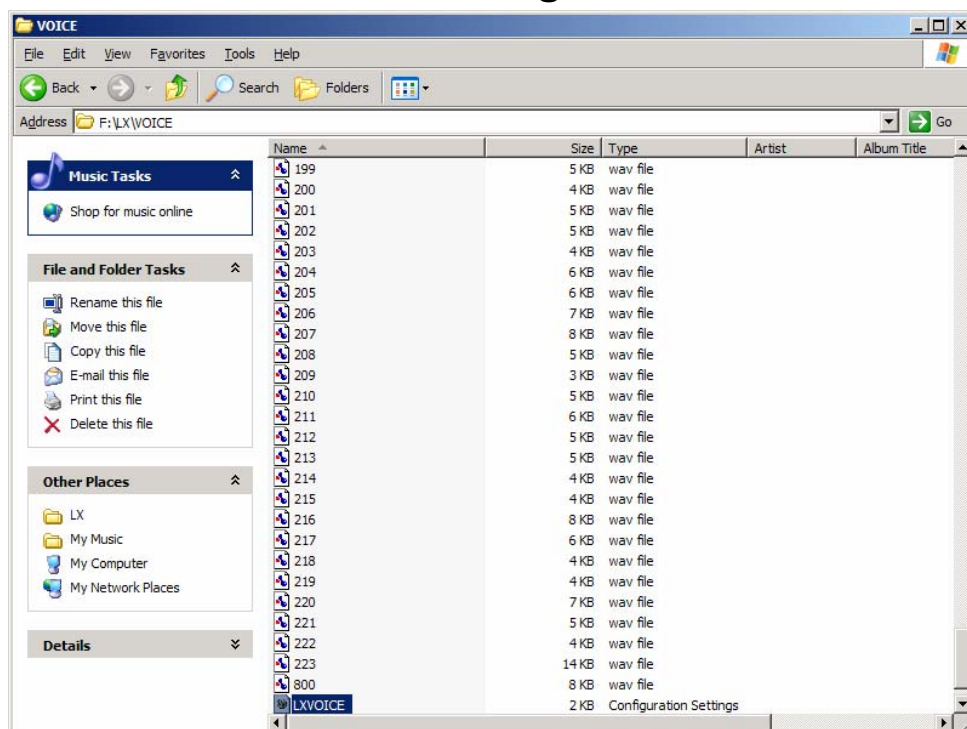 VOICE
File Edit View Favorites Tools Help
Back Search Folders
Address F:\LX\VOICE Go
Music Tasks
Shop for music online
File and Folder Tasks
Rename this file
Move this file
Copy this file
E-mail this file
Print this file
Delete this file
Other Places
LX
My Music
My Computer
My Network Places
Details
Name Size Type Artist Album Title
199 5 KB wav file
200 4 KB wav file
201 5 KB wav file
202 5 KB wav file
203 4 KB wav file
204 6 KB wav file
205 6 KB wav file
206 7 KB wav file
207 8 KB wav file
208 5 KB wav file
209 3 KB wav file
210 5 KB wav file
211 6 KB wav file
212 5 KB wav file
213 5 KB wav file
214 4 KB wav file
215 4 KB wav file
216 8 KB wav file
217 6 KB wav file
218 4 KB wav file
219 4 KB wav file
220 7 KB wav file
221 5 KB wav file
222 4 KB wav file
223 14 KB wav file
800 8 KB wav file
LXVOICE 2 KB Configuration Settings